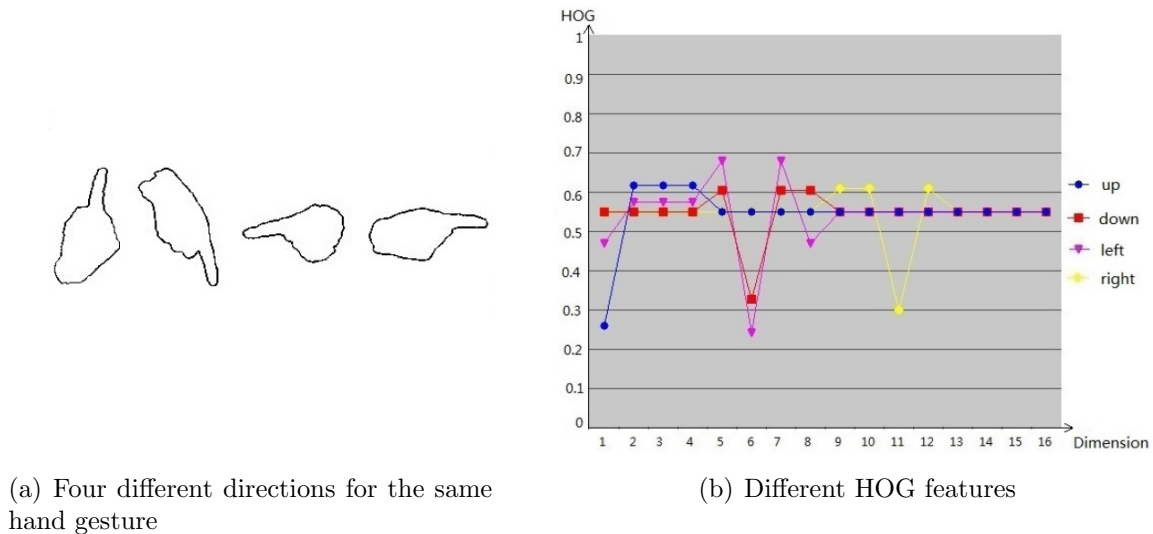 HOG
1
0.9
0.8
0.7
0.6
0.5
0.4
0.3
0.2
0.1
0
1 2 3 4 5 6 7 8 9 10 11 12 13 14 15 16
Dimension
up
down
left
right
(a) Four different directions for the same
hand gesture
(b) Different HOG features